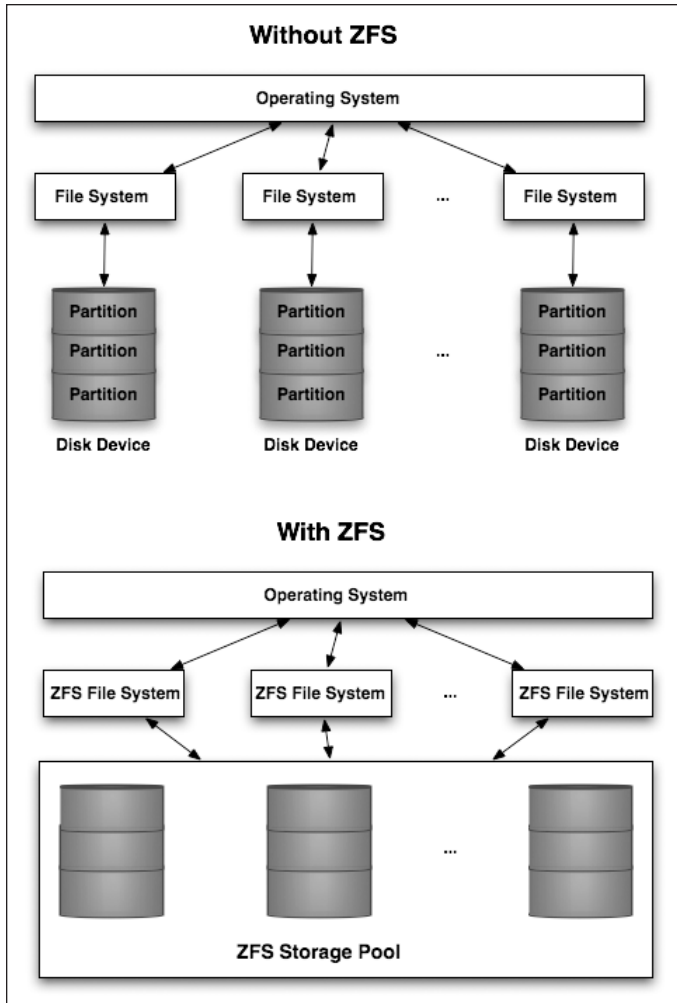 Without ZFS
Operating System
File System File System ... File System
Partition Partition Partition
Partition Partition ... Partition
Partition Partition Partition
Disk Device Disk Device Disk Device
With ZFS
Operating System
ZFS File System ZFS File System ... ZFS File System
...
ZFS Storage Pool